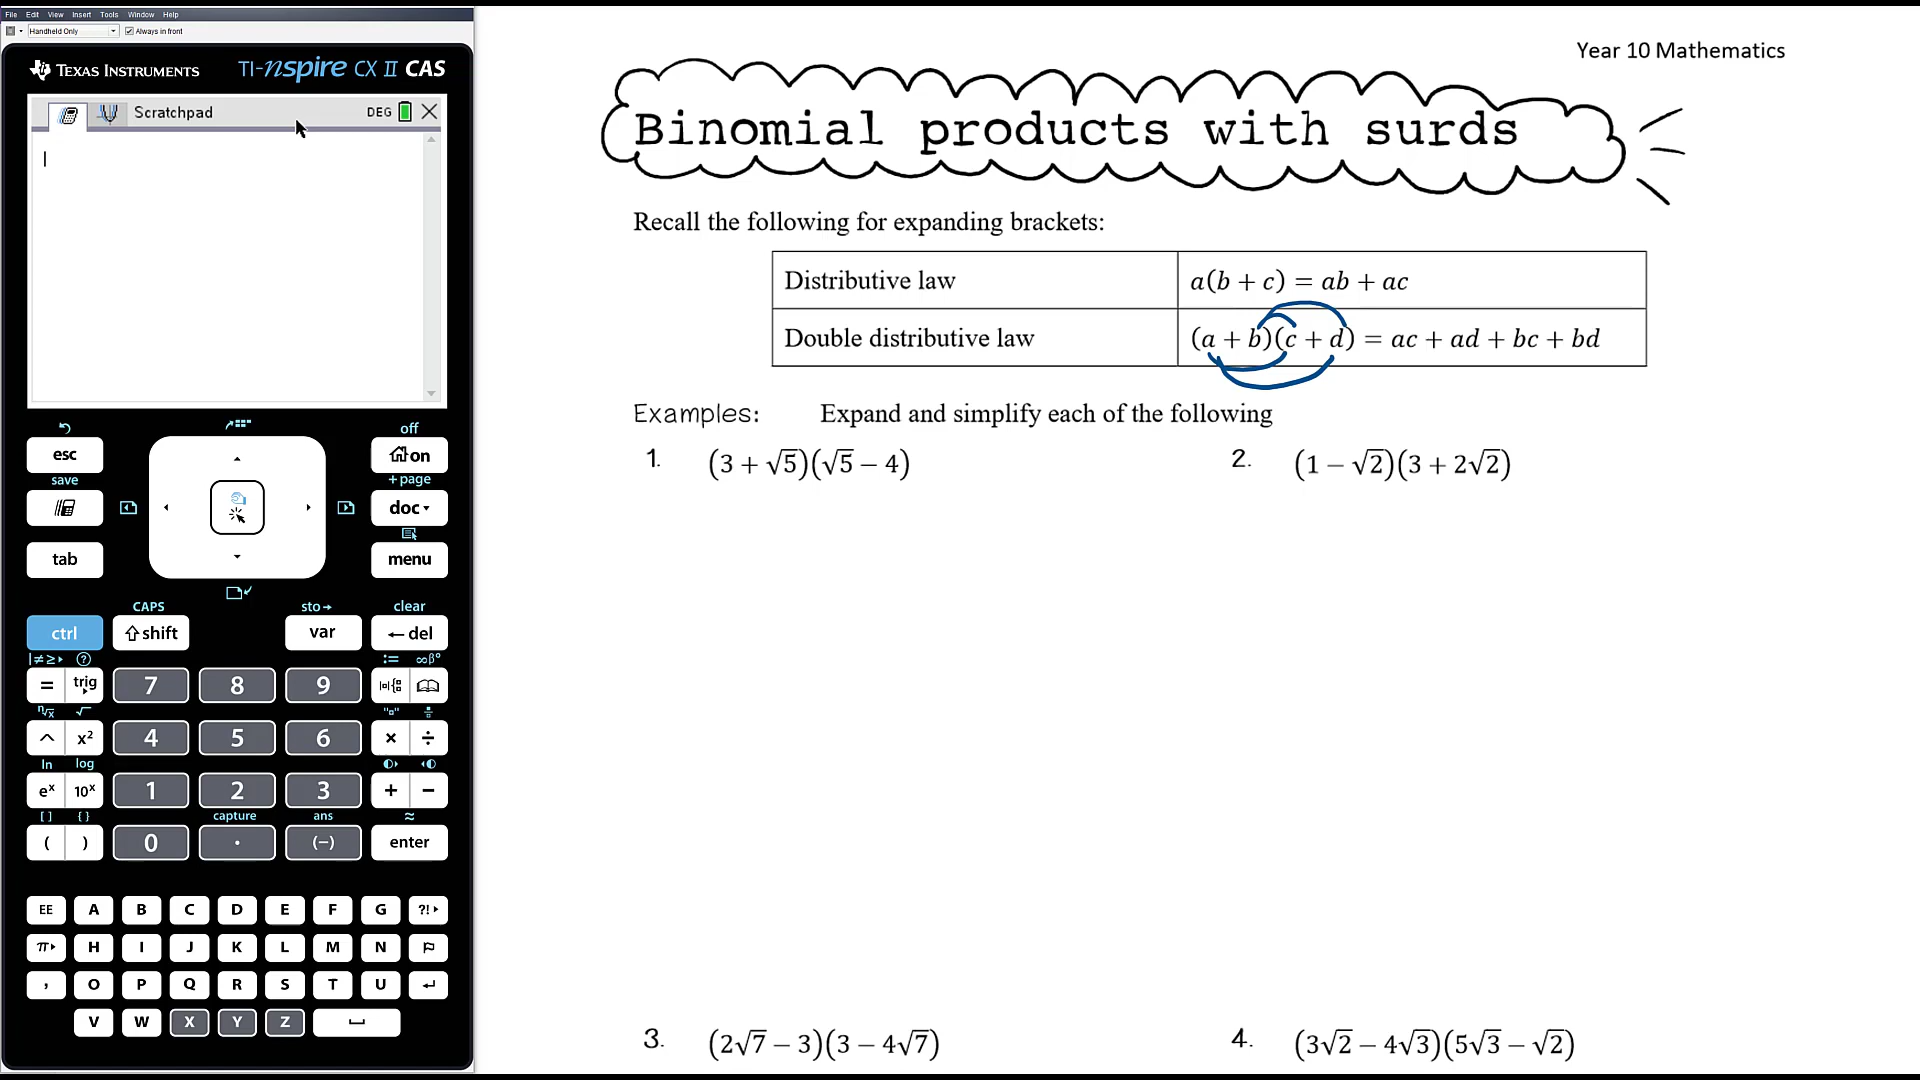 File Edit View Insert Tools Window Help
Handheld Only Always in front
TEXAS INSTRUMENTS TI-nspire CX II CAS
Scratchpad DEG
off
esc on
save + page
doc
tab menu
CAPS sto→ clear
ctrl ⇧shift var ←del
|≠≥▸ ? := ∞β°
= trig 7 8 9
ⁿ√x √
^ x² 4 5 6 × ÷
ln log
eˣ 10ˣ 1 2 3 + −
[ ] { } capture ans ≈
( ) 0 . (−) enter
EE A B C D E F G ?!▸
π▸ H I J K L M N
, O P Q R S T U ↵
V W X Y Z
Year 10 Mathematics
Binomial products with surds
Recall the following for expanding brackets:
Distributive law a(b + c) = ab + ac
Double distributive law (a + b)(c + d) = ac + ad + bc + bd
Examples: Expand and simplify each of the following
1. (3 + √5)(√5 − 4) 2. (1 − √2)(3 + 2√2)
3. (2√7 − 3)(3 − 4√7) 4. (3√2 − 4√3)(5√3 − √2)